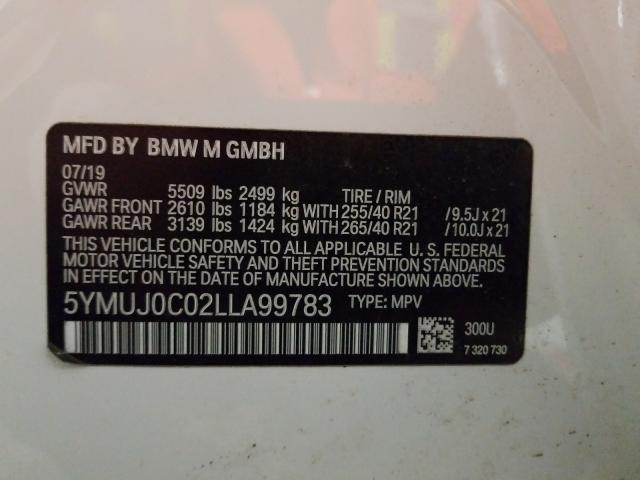 MFD BY BMW M GMBH
07/19
GVWR 5509 lbs 2499 kg TIRE / RIM
GAWR FRONT 2610 lbs 1184 kg WITH 255/40 R21 /9.5J x 21
GAWR REAR 3139 lbs 1424 kg WITH 265/40 R21 /10.0J x 21
THIS VEHICLE CONFORMS TO ALL APPLICABLE U. S. FEDERAL
MOTOR VEHICLE SAFETY AND THEFT PREVENTION STANDARDS
IN EFFECT ON THE DATE OF MANUFACTURE SHOWN ABOVE.
5YMUJ0C02LLA99783 TYPE: MPV
300U
7 320 730